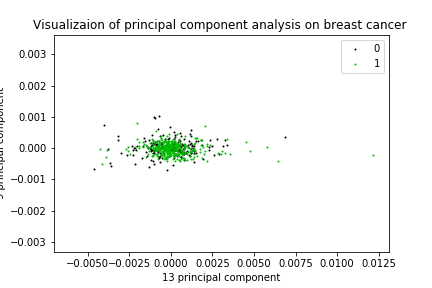 Visualizaion of principal component analysis on breast cancer
0
1
0.003
0.002
0.001
0.000
−0.001
−0.002
−0.003
principal component
−0.0050 −0.0025 0.0000 0.0025 0.0050 0.0075 0.0100 0.0125
13 principal component